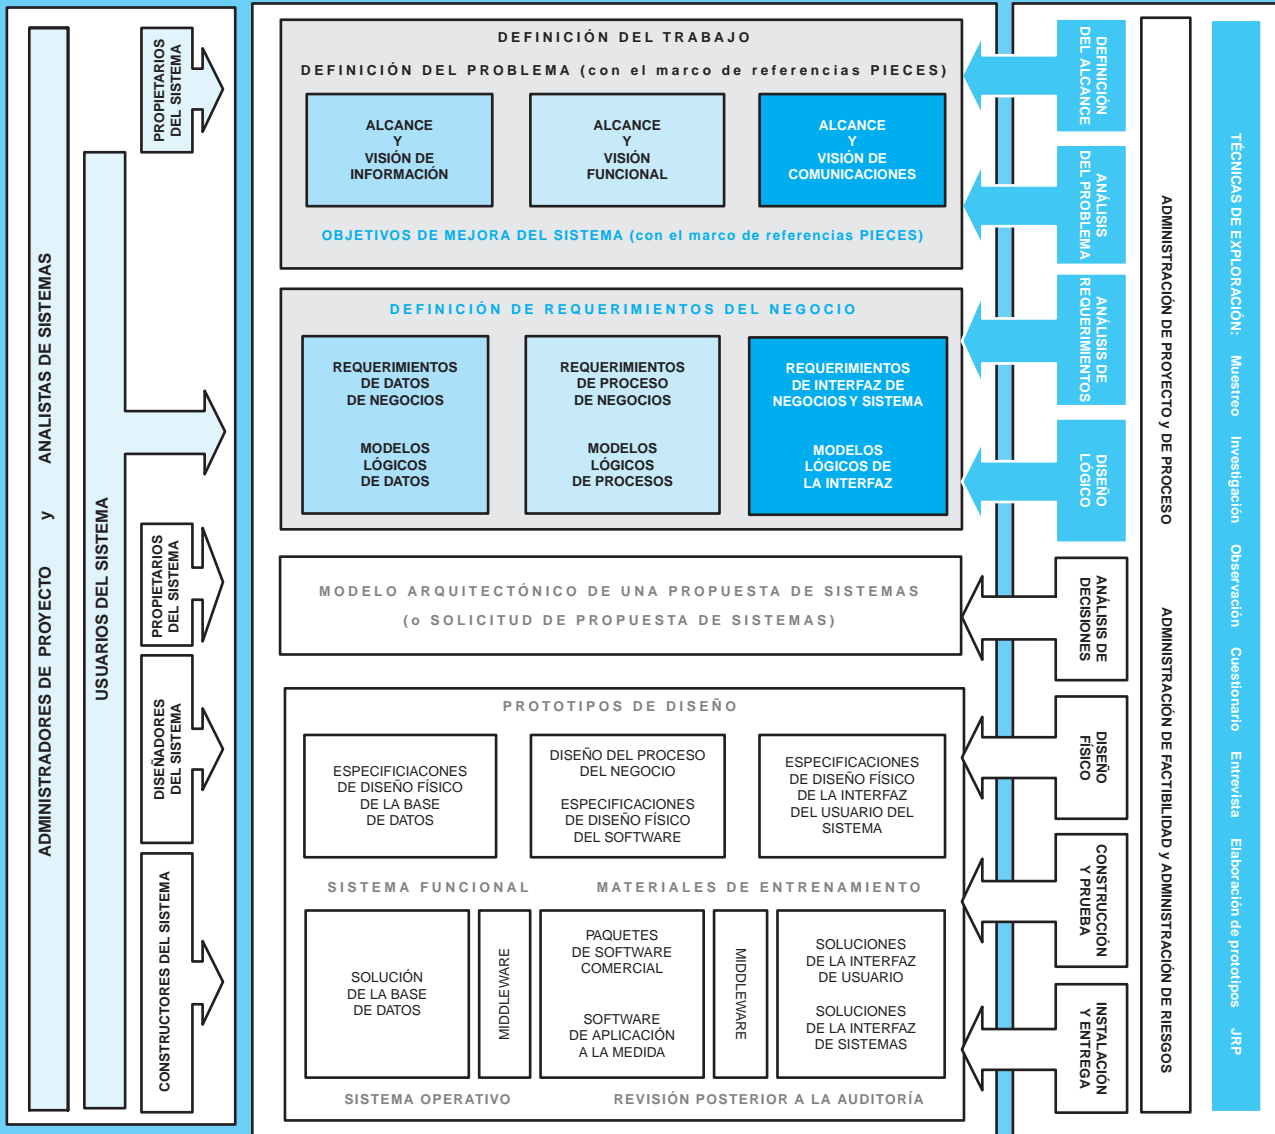 ADMINISTRADORES DE PROYECTO y ANALISTAS DE SISTEMAS
USUARIOS DEL SISTEMA
PROPIETARIOS
DEL SISTEMA
PROPIETARIOS
DEL SISTEMA
DISEÑADORES
DEL SISTEMA
CONSTRUCTORES DEL SISTEMA
DEFINICIÓN DEL TRABAJO
DEFINICIÓN DEL PROBLEMA (con el marco de referencias PIECES)
ALCANCE
Y
VISIÓN DE
INFORMACIÓN
ALCANCE
Y
VISIÓN
FUNCIONAL
ALCANCE
Y
VISIÓN DE
COMUNICACIONES
OBJETIVOS DE MEJORA DEL SISTEMA (con el marco de referencias PIECES)
DEFINICIÓN DE REQUERIMIENTOS DEL NEGOCIO
REQUERIMIENTOS
DE DATOS
DE NEGOCIOS
MODELOS
LÓGICOS
DE DATOS
REQUERIMIENTOS
DE PROCESO
DE NEGOCIOS
MODELOS
LÓGICOS
DE PROCESOS
REQUERIMIENTOS
DE INTERFAZ DE
NEGOCIOS Y SISTEMA
MODELOS
LÓGICOS DE
LA INTERFAZ
MODELO ARQUITECTÓNICO DE UNA PROPUESTA DE SISTEMAS
(o SOLICITUD DE PROPUESTA DE SISTEMAS)
PROTOTIPOS DE DISEÑO
ESPECIFICIACONES
DE DISEÑO FÍSICO
DE LA BASE
DE DATOS
DISEÑO DEL PROCESO
DEL NEGOCIO
ESPECIFICACIONES
DE DISEÑO FÍSICO
DEL SOFTWARE
ESPECIFICACIONES
DE DISEÑO FÍSICO
DE LA INTERFAZ
DEL USUARIO DEL
SISTEMA
SISTEMA FUNCIONAL
MATERIALES DE ENTRENAMIENTO
SOLUCIÓN
DE LA BASE
DE DATOS
MIDDLEWARE
PAQUETES
DE SOFTWARE
COMERCIAL
SOFTWARE
DE APLICACIÓN
A LA MEDIDA
MIDDLEWARE
SOLUCIONES
DE LA INTERFAZ
DE USUARIO
SOLUCIONES
DE LA INTERFAZ
DE SISTEMAS
SISTEMA OPERATIVO
REVISIÓN POSTERIOR A LA AUDITORÍA
DEFINICIÓN
DEL ALCANCE
ANÁLISIS
DEL PROBLEMA
ANÁLISIS DE
REQUERIMIENTOS
DISEÑO
LÓGICO
ANÁLISIS DE
DECISIONES
DISEÑO
FÍSICO
CONSTRUCCIÓN
Y PRUEBA
INSTALACIÓN
Y ENTREGA
ADMINISTRACIÓN DE PROYECTO y DE PROCESO
ADMINISTRACIÓN DE FACTIBILIDAD y ADMINISTRACIÓN DE RIESGOS
TÉCNICAS DE EXPLORACIÓN: Muestreo Investigación Observación Cuestionario Entrevista Elaboración de prototipos JRP